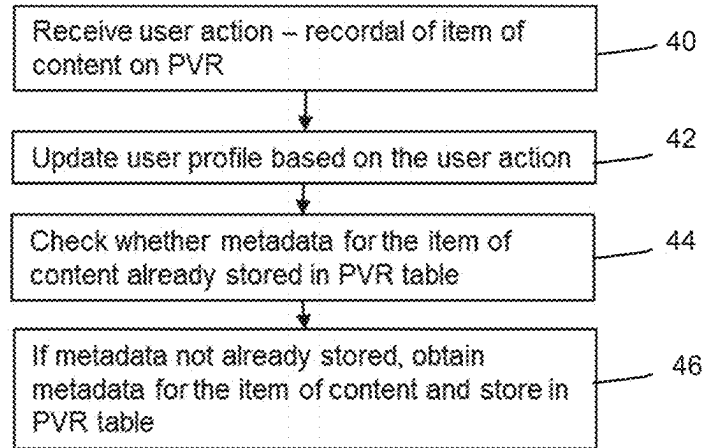 Receive user action – recordal of item of
content on PVR
40
Update user profile based on the user action
42
Check whether metadata for the item of
content already stored in PVR table
44
If metadata not already stored, obtain
metadata for the item of content and store in
PVR table
46